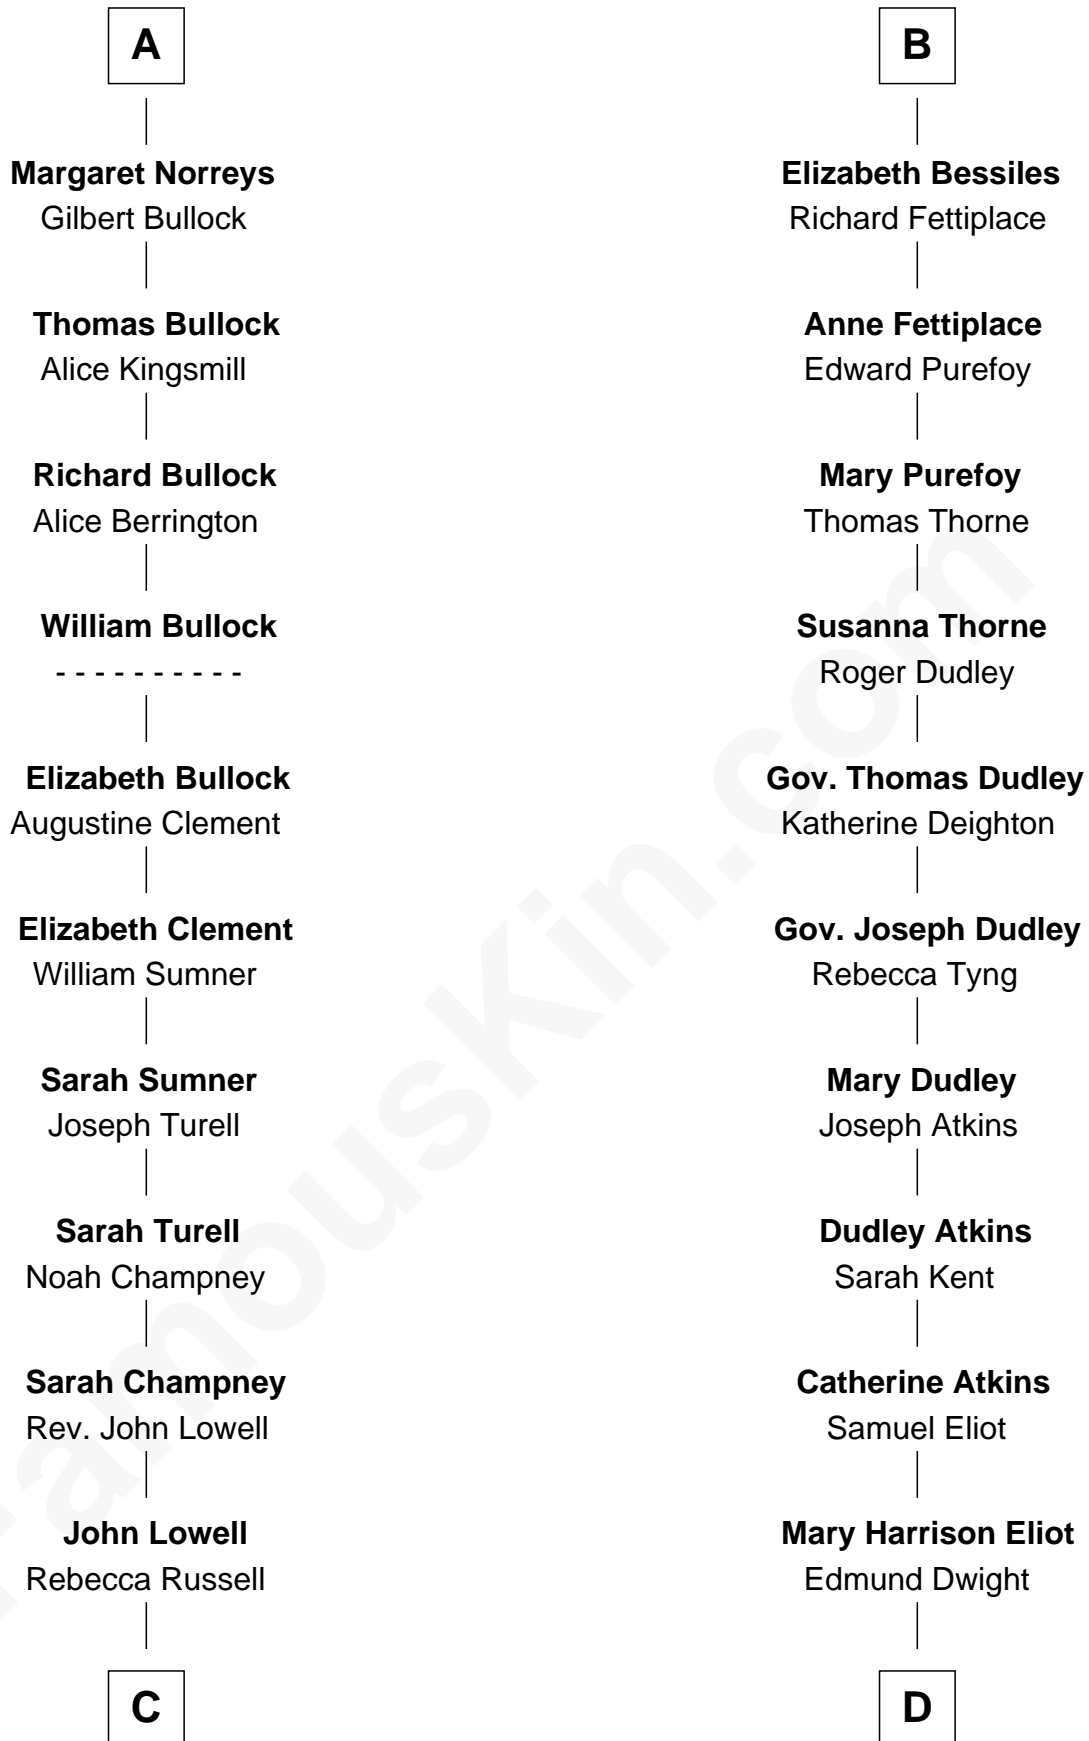 A
Margaret Norreys
Gilbert Bullock
Thomas Bullock
Alice Kingsmill
Richard Bullock
Alice Berrington
William Bullock
- - - - - - - - - -
Elizabeth Bullock
Augustine Clement
Elizabeth Clement
William Sumner
Sarah Sumner
Joseph Turell
Sarah Turell
Noah Champney
Sarah Champney
Rev. John Lowell
John Lowell
Rebecca Russell
C
B
Elizabeth Bessiles
Richard Fettiplace
Anne Fettiplace
Edward Purefoy
Mary Purefoy
Thomas Thorne
Susanna Thorne
Roger Dudley
Gov. Thomas Dudley
Katherine Deighton
Gov. Joseph Dudley
Rebecca Tyng
Mary Dudley
Joseph Atkins
Dudley Atkins
Sarah Kent
Catherine Atkins
Samuel Eliot
Mary Harrison Eliot
Edmund Dwight
D
FamousKin.com